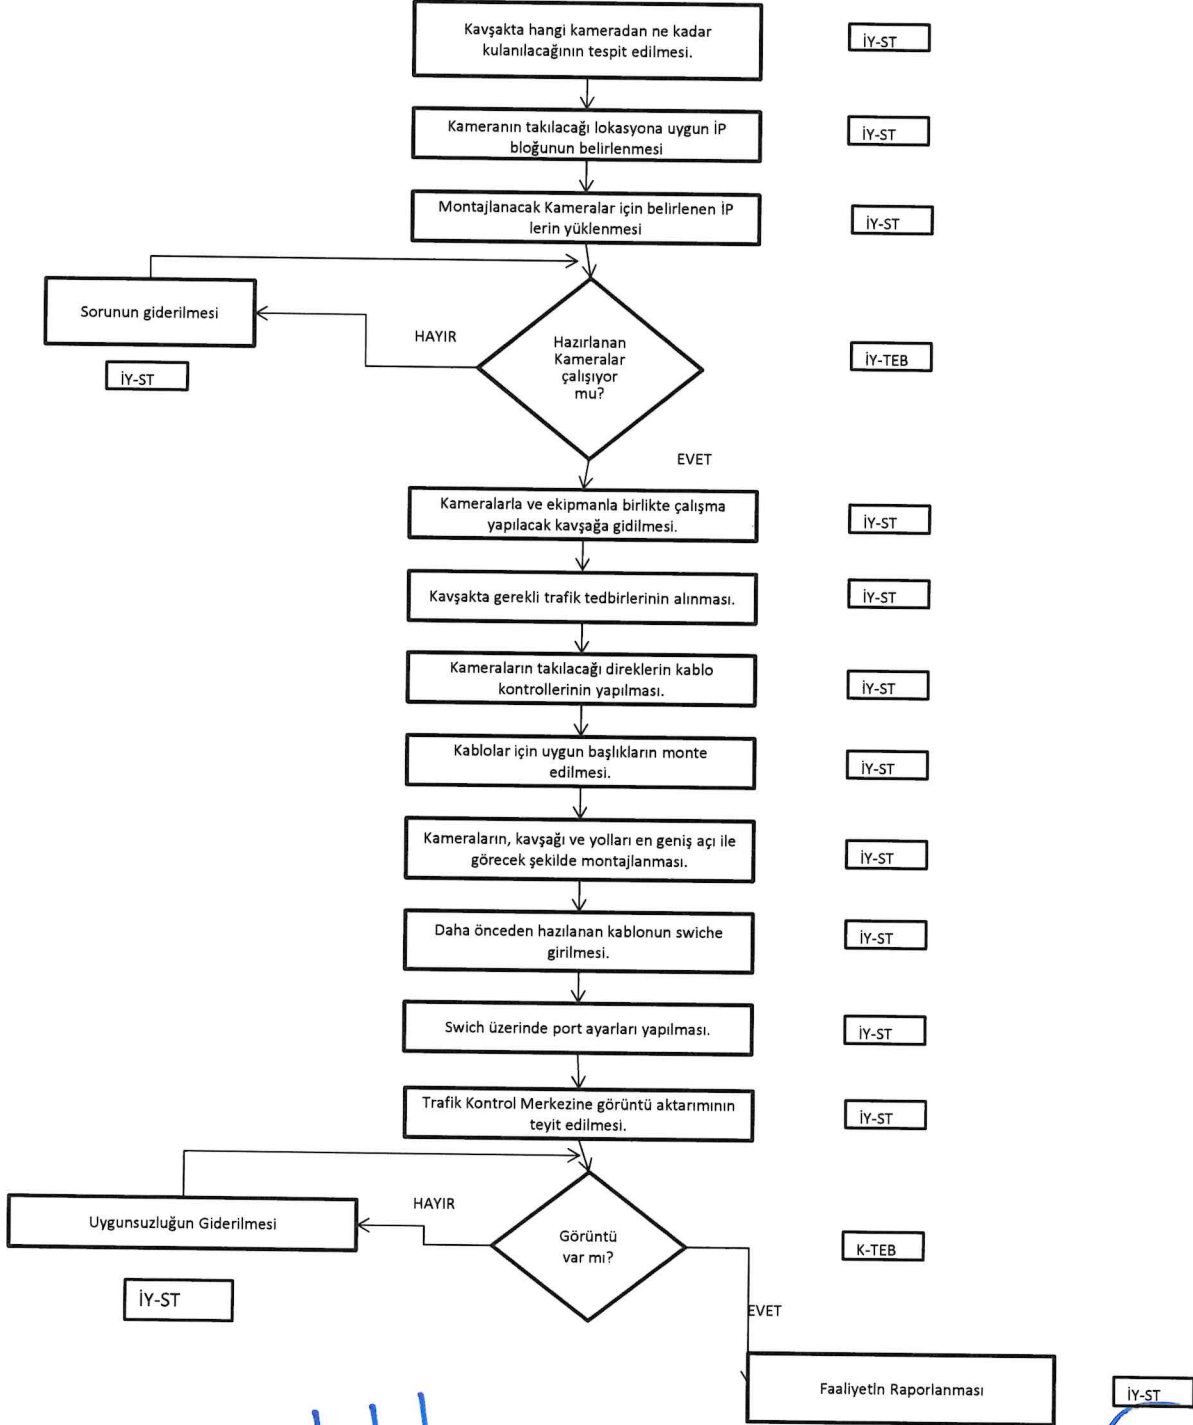 Kavşakta hangi kameradan ne kadar
kulanılacağının tespit edilmesi.
İY-ST
Kameranın takılacağı lokasyona uygun İP
bloğunun belirlenmesi
İY-ST
Montajlanacak Kameralar için belirlenen İP
lerin yüklenmesi
İY-ST
Sorunun giderilmesi
İY-ST
HAYIR
Hazırlanan
Kameralar
çalışıyor
mu?
İY-TEB
EVET
Kameralarla ve ekipmanla birlikte çalışma
yapılacak kavşağa gidilmesi.
İY-ST
Kavşakta gerekli trafik tedbirlerinin alınması.
İY-ST
Kameraların takılacağı direklerin kablo
kontrollerinin yapılması.
İY-ST
Kablolar için uygun başlıkların monte
edilmesi.
İY-ST
Kameraların, kavşağı ve yolları en geniş açı ile
görecek şekilde montajlanması.
İY-ST
Daha önceden hazılanan kablonun swiche
girilmesi.
İY-ST
Swich üzerinde port ayarları yapılması.
İY-ST
Trafik Kontrol Merkezine görüntü aktarımının
teyit edilmesi.
İY-ST
Uygunsuzluğun Giderilmesi
İY-ST
HAYIR
Görüntü
var mı?
K-TEB
EVET
Faaliyetin Raporlanması
İY-ST